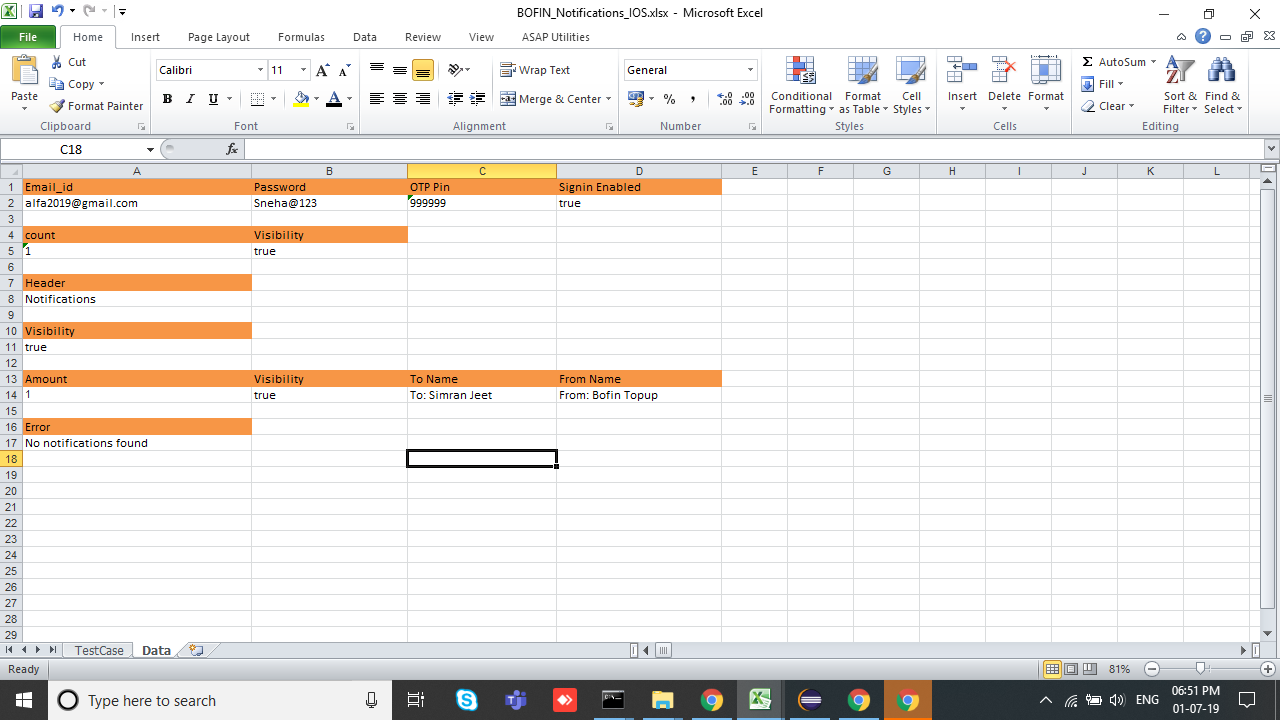 BOFIN_Notifications_IOS.xlsx - Microsoft Excel
File Home Insert Page Layout Formulas Data Review View ASAP Utilities
Paste Cut Copy Format Painter Clipboard
Calibri 11 B I U A Font
Wrap Text Merge & Center Alignment
General % , Number
Conditional Formatting Format as Table Cell Styles Styles
Insert Delete Format Cells
Σ AutoSum Fill Clear Sort & Filter Find & Select Editing
C18 fx
A B C D E F G H I J K L
1 Email_id Password OTP Pin Signin Enabled
2 alfa2019@gmail.com Sneha@123 999999 true
3
4 count Visibility
5 1 true
6
7 Header
8 Notifications
9
10 Visibility
11 true
12
13 Amount Visibility To Name From Name
14 1 true To: Simran Jeet From: Bofin Topup
15
16 Error
17 No notifications found
18
19
20
21
22
23
24
25
26
27
28
29
TestCase Data
Ready 81%
Type here to search ENG 06:51 PM
01-07-19